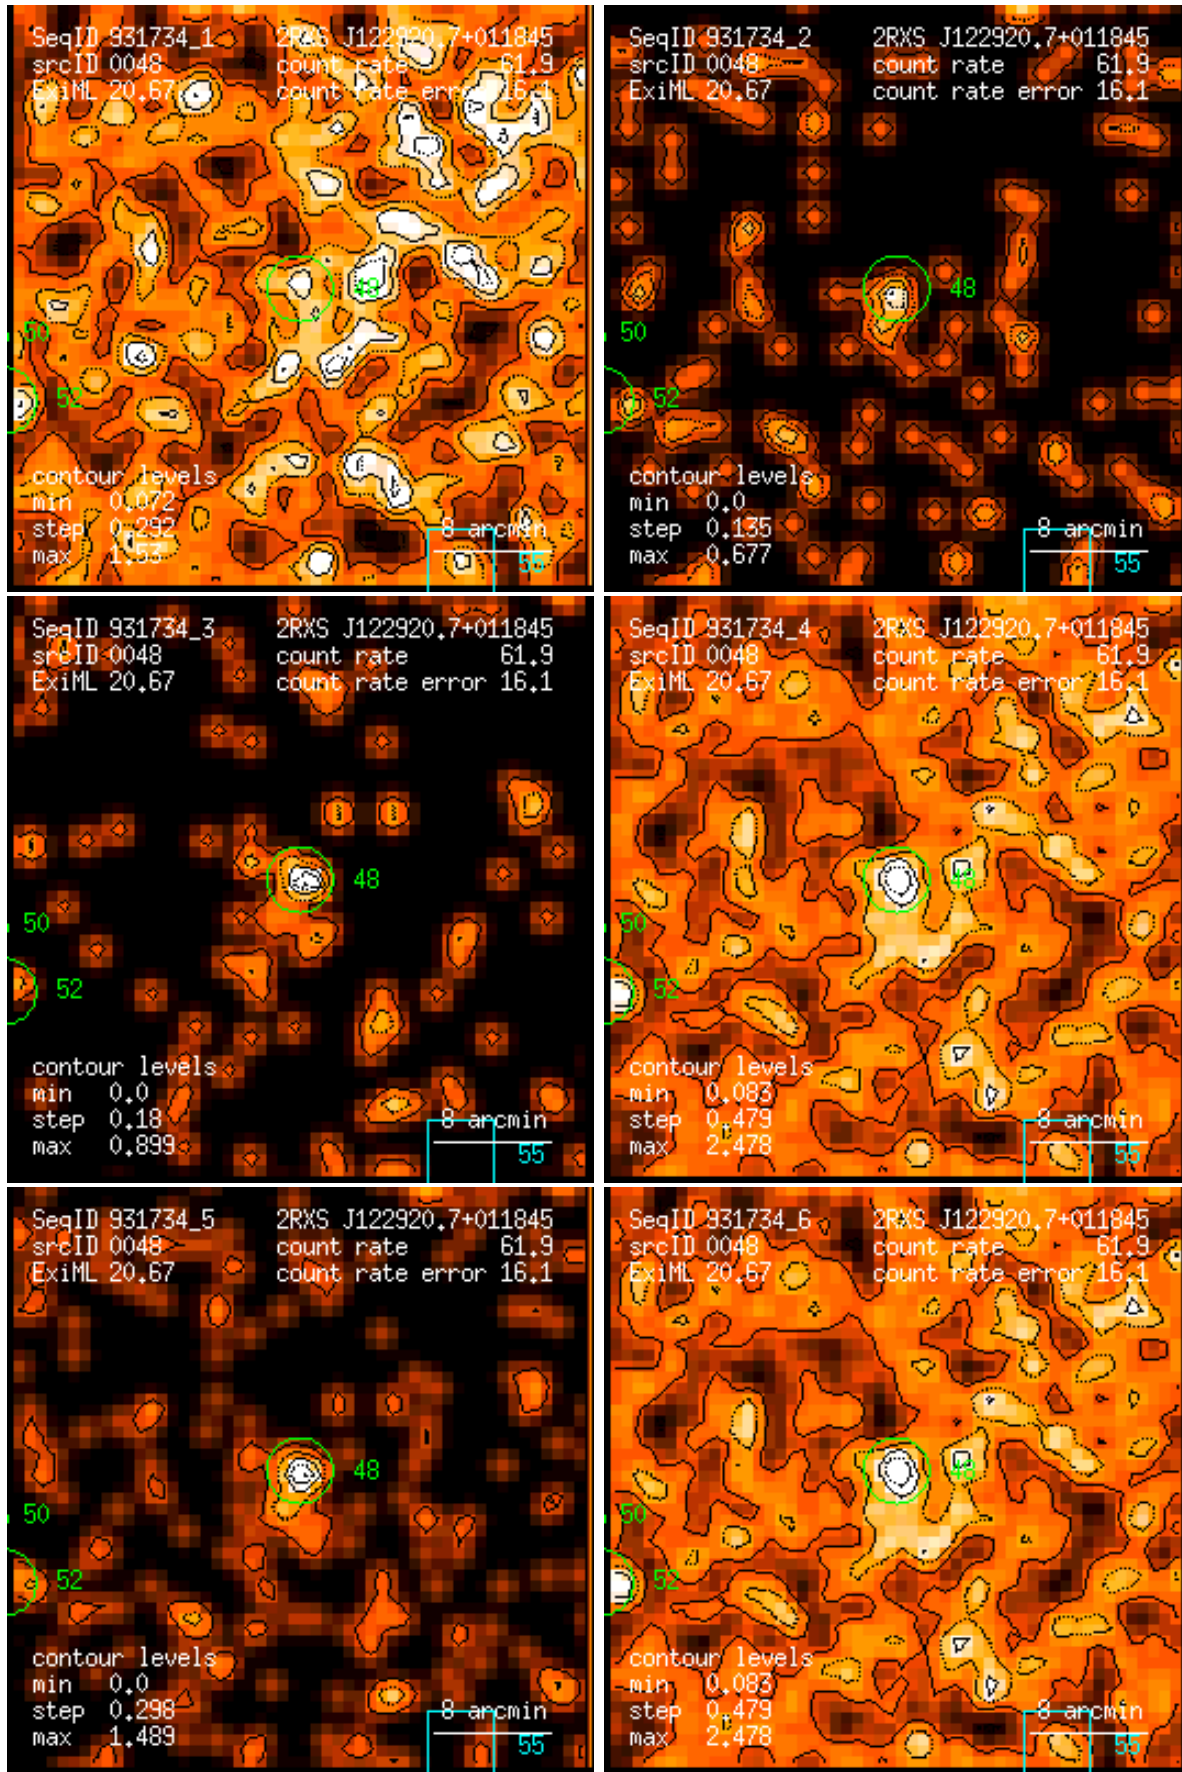 SeqID 931734_1 2RXS J122920.7+011845
srcID 0048 count rate 61.9
ExiML 20.67 count rate error 16.1
48
50
52
contour levels
min 0.072
step 0.292 8 arcmin
max 1.53 55
SeqID 931734_2 2RXS J122920.7+011845
srcID 0048 count rate 61.9
ExiML 20.67 count rate error 16.1
48
50
52
contour levels
min 0.0
step 0.135 8 arcmin
max 0.677 55
SeqID 931734_3 2RXS J122920.7+011845
srcID 0048 count rate 61.9
ExiML 20.67 count rate error 16.1
48
50
52
contour levels
min 0.0
step 0.18 8 arcmin
max 0.899 55
SeqID 931734_4 2RXS J122920.7+011845
srcID 0048 count rate 61.9
ExiML 20.67 count rate error 16.1
48
50
52
contour levels
min 0.083
step 0.479 8 arcmin
max 2.478 55
SeqID 931734_5 2RXS J122920.7+011845
srcID 0048 count rate 61.9
ExiML 20.67 count rate error 16.1
48
50
52
contour levels
min 0.0
step 0.298 8 arcmin
max 1.489 55
SeqID 931734_6 2RXS J122920.7+011845
srcID 0048 count rate 61.9
ExiML 20.67 count rate error 16.1
48
50
52
contour levels
min 0.083
step 0.479 8 arcmin
max 2.478 55